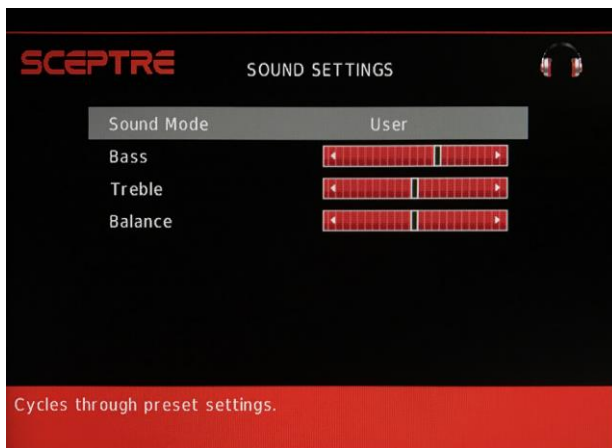 SCEPTRE
SOUND SETTINGS
Sound Mode User
Bass
Treble
Balance
Cycles through preset settings.